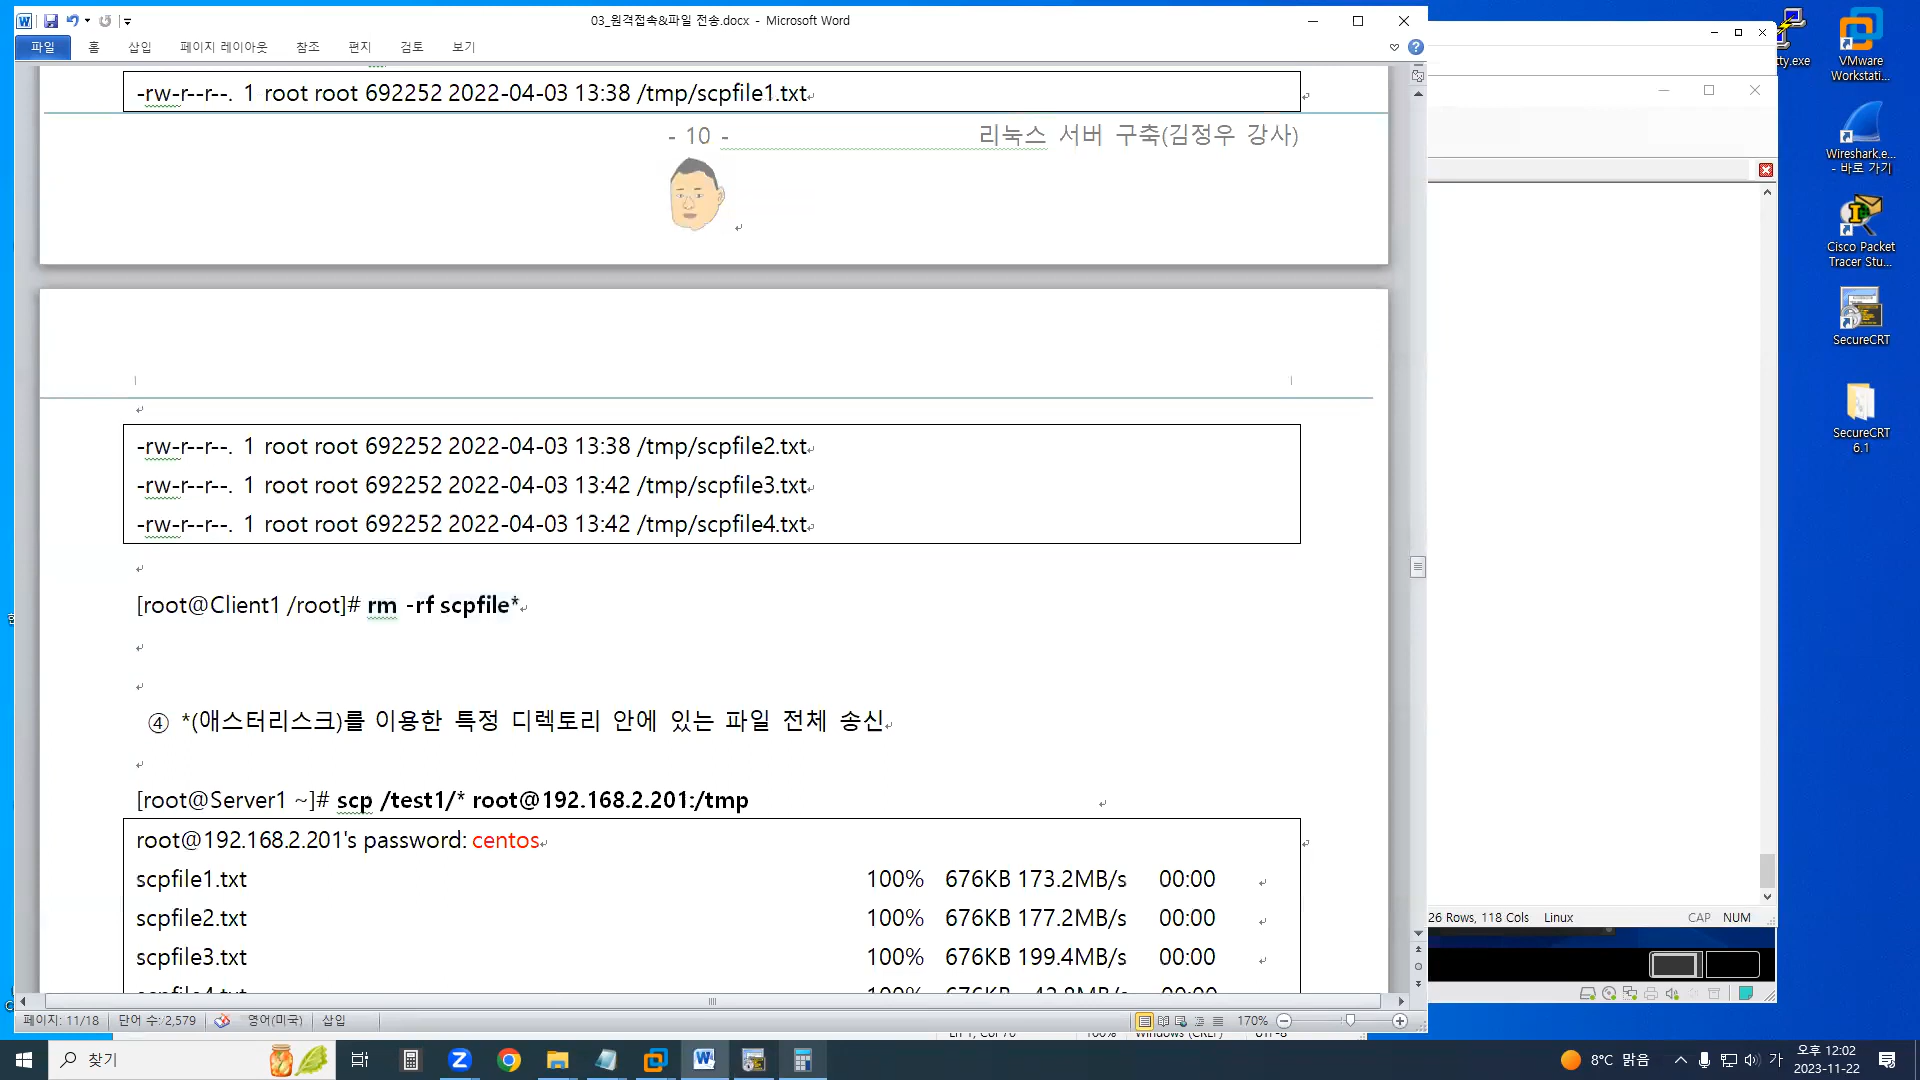 03_원격접속&파일 전송.docx - Microsoft Word
파일 홈 삽입 페이지 레이아웃 참조 편지 검토 보기
-rw-r--r--. 1 root root 692252 2022-04-03 13:38 /tmp/scpfile1.txt
- 10 - 리눅스 서버 구축(김정우 강사)
-rw-r--r--. 1 root root 692252 2022-04-03 13:38 /tmp/scpfile2.txt
-rw-r--r--. 1 root root 692252 2022-04-03 13:42 /tmp/scpfile3.txt
-rw-r--r--. 1 root root 692252 2022-04-03 13:42 /tmp/scpfile4.txt
[root@Client1 /root]# rm -rf scpfile*
④ *(애스터리스크)를 이용한 특정 디렉토리 안에 있는 파일 전체 송신
[root@Server1 ~]# scp /test1/* root@192.168.2.201:/tmp
root@192.168.2.201's password: centos
scpfile1.txt 100% 676KB 173.2MB/s 00:00
scpfile2.txt 100% 676KB 177.2MB/s 00:00
scpfile3.txt 100% 676KB 199.4MB/s 00:00
scpfile4.txt 100% 676KB 42.8MB/s 00:00
페이지: 11/18 단어 수: 2,579 영어(미국) 삽입 170%
26 Rows, 118 Cols Linux CAP NUM
tty.exe
VMware
Workstati...
Wireshark.e...
- 바로 가기
Cisco Packet
Tracer Stu...
SecureCRT
SecureCRT
6.1
찾기
8°C 맑음
가
오후 12:02
2023-11-22